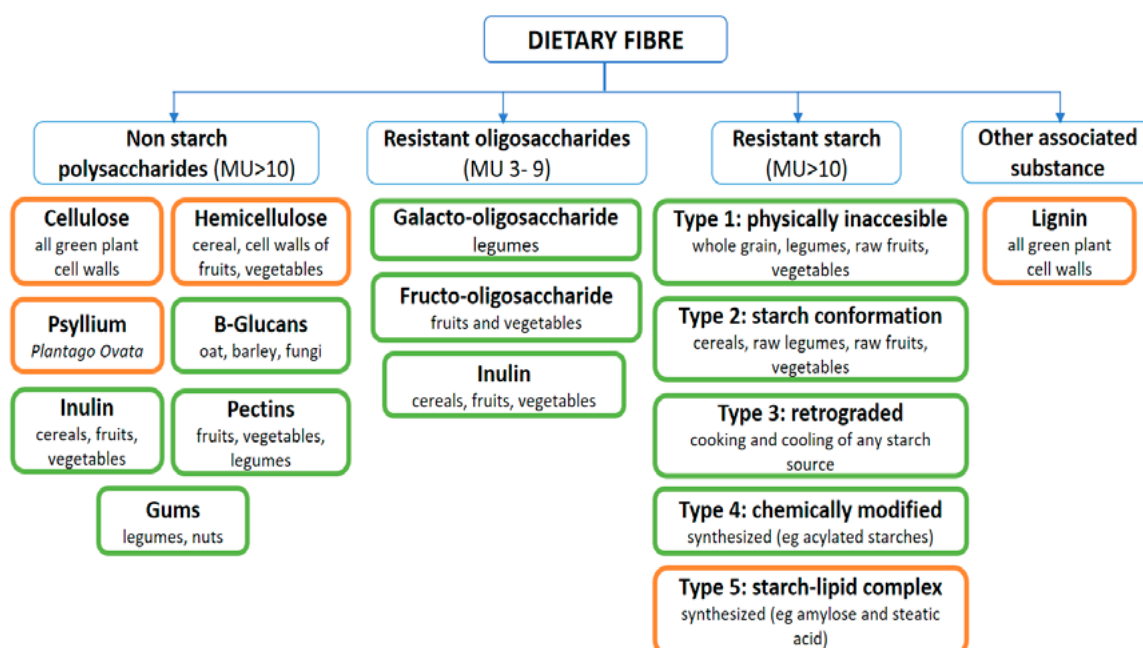 DIETARY FIBRE
Non starch
polysaccharides (MU>10)
Resistant oligosaccharides
(MU 3- 9)
Resistant starch
(MU>10)
Other associated
substance
Cellulose
all green plant
cell walls
Hemicellulose
cereal, cell walls of
fruits, vegetables
Psyllium
Plantago Ovata
B-Glucans
oat, barley, fungi
Inulin
cereals, fruits,
vegetables
Pectins
fruits, vegetables,
legumes
Gums
legumes, nuts
Galacto-oligosaccharide
legumes
Fructo-oligosaccharide
fruits and vegetables
Inulin
cereals, fruits, vegetables
Type 1: physically inaccesible
whole grain, legumes, raw fruits,
vegetables
Type 2: starch conformation
cereals, raw legumes, raw fruits,
vegetables
Type 3: retrograded
cooking and cooling of any starch
source
Type 4: chemically modified
synthesized (eg acylated starches)
Type 5: starch-lipid complex
synthesized (eg amylose and steatic
acid)
Lignin
all green plant
cell walls